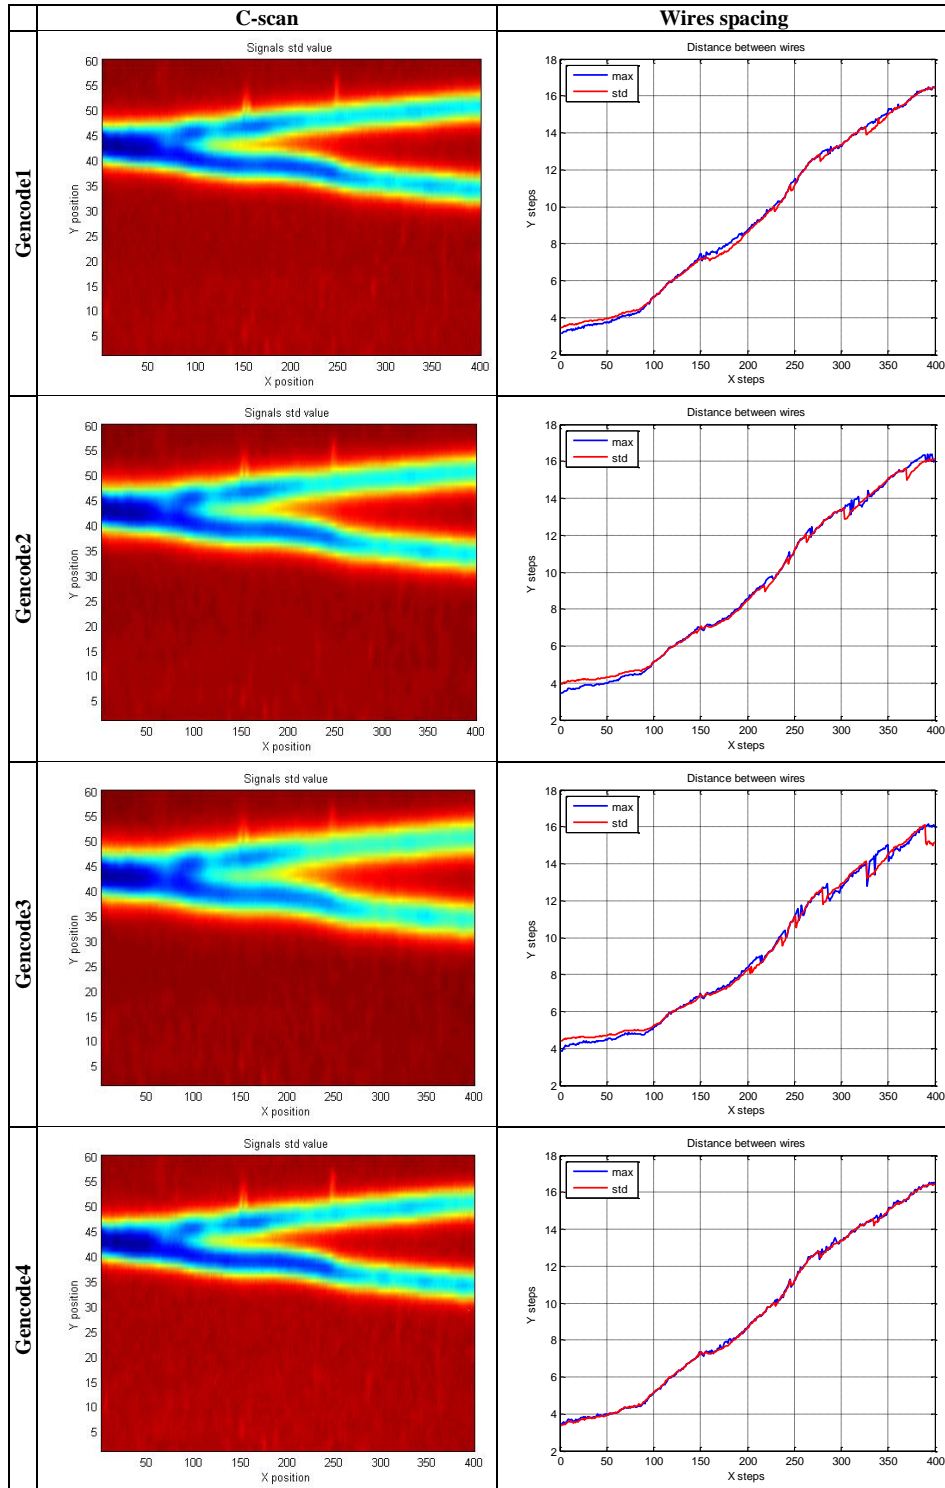 C-scan
Wires spacing
Gencode1
Signals std value
60
55
50
45
40
35
30
25
20
15
10
5
Y position
50 100 150 200 250 300 350 400
X position
Distance between wires
max
std
18
16
14
12
10
8
6
4
2
Y steps
0 50 100 150 200 250 300 350 400
X steps
Gencode2
Signals std value
60
55
50
45
40
35
30
25
20
15
10
5
Y position
50 100 150 200 250 300 350 400
X position
Distance between wires
max
std
18
16
14
12
10
8
6
4
2
Y steps
0 50 100 150 200 250 300 350 400
X steps
Gencode3
Signals std value
60
55
50
45
40
35
30
25
20
15
10
5
Y position
50 100 150 200 250 300 350 400
X position
Distance between wires
max
std
18
16
14
12
10
8
6
4
2
Y steps
0 50 100 150 200 250 300 350 400
X steps
Gencode4
Signals std value
60
55
50
45
40
35
30
25
20
15
10
5
Y position
50 100 150 200 250 300 350 400
X position
Distance between wires
max
std
18
16
14
12
10
8
6
4
2
Y steps
0 50 100 150 200 250 300 350 400
X steps